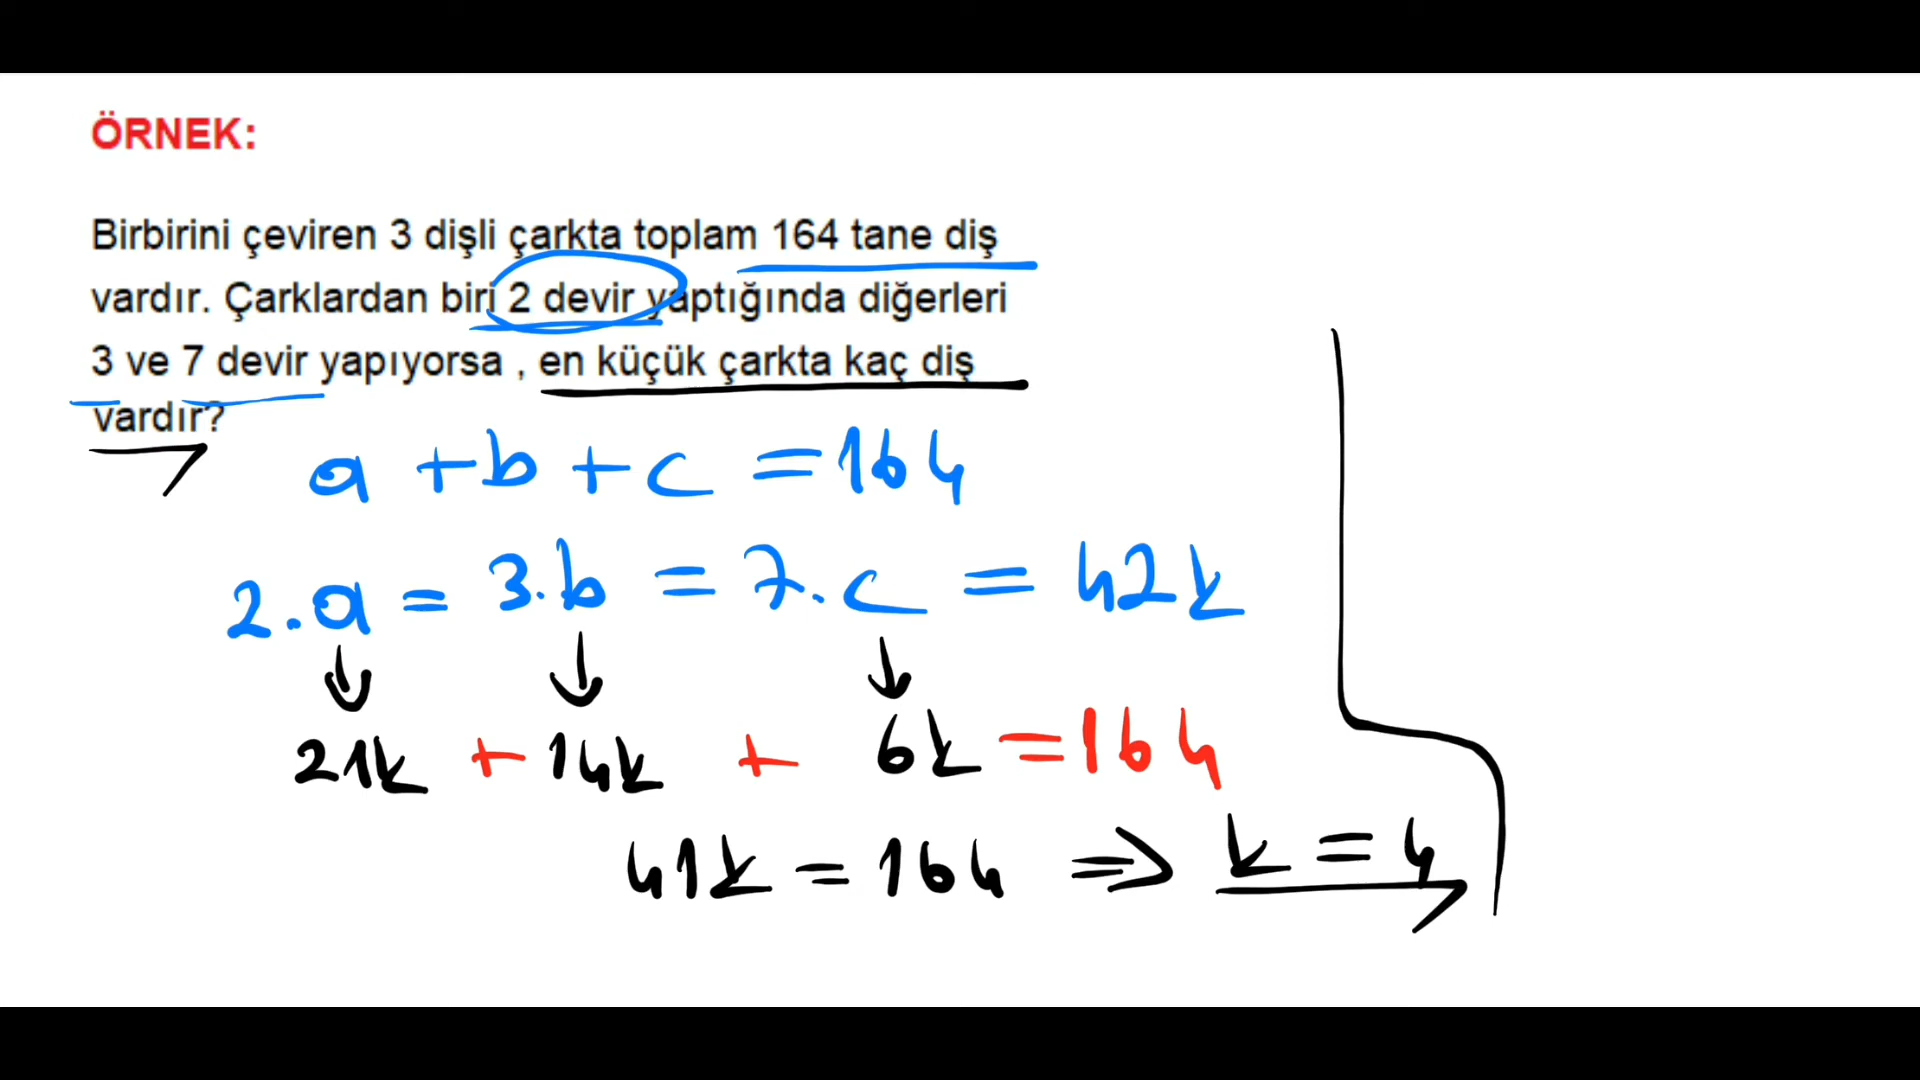 ÖRNEK:
Birbirini çeviren 3 dişli çarkta toplam 164 tane diş
vardır. Çarklardan biri 2 devir yaptığında diğerleri
3 ve 7 devir yapıyorsa , en küçük çarkta kaç diş
vardır?
a + b + c = 164
2.a = 3.b = 7.c = 42k
21k + 14k + 6k = 164
41k = 164 ⇒ k = 4